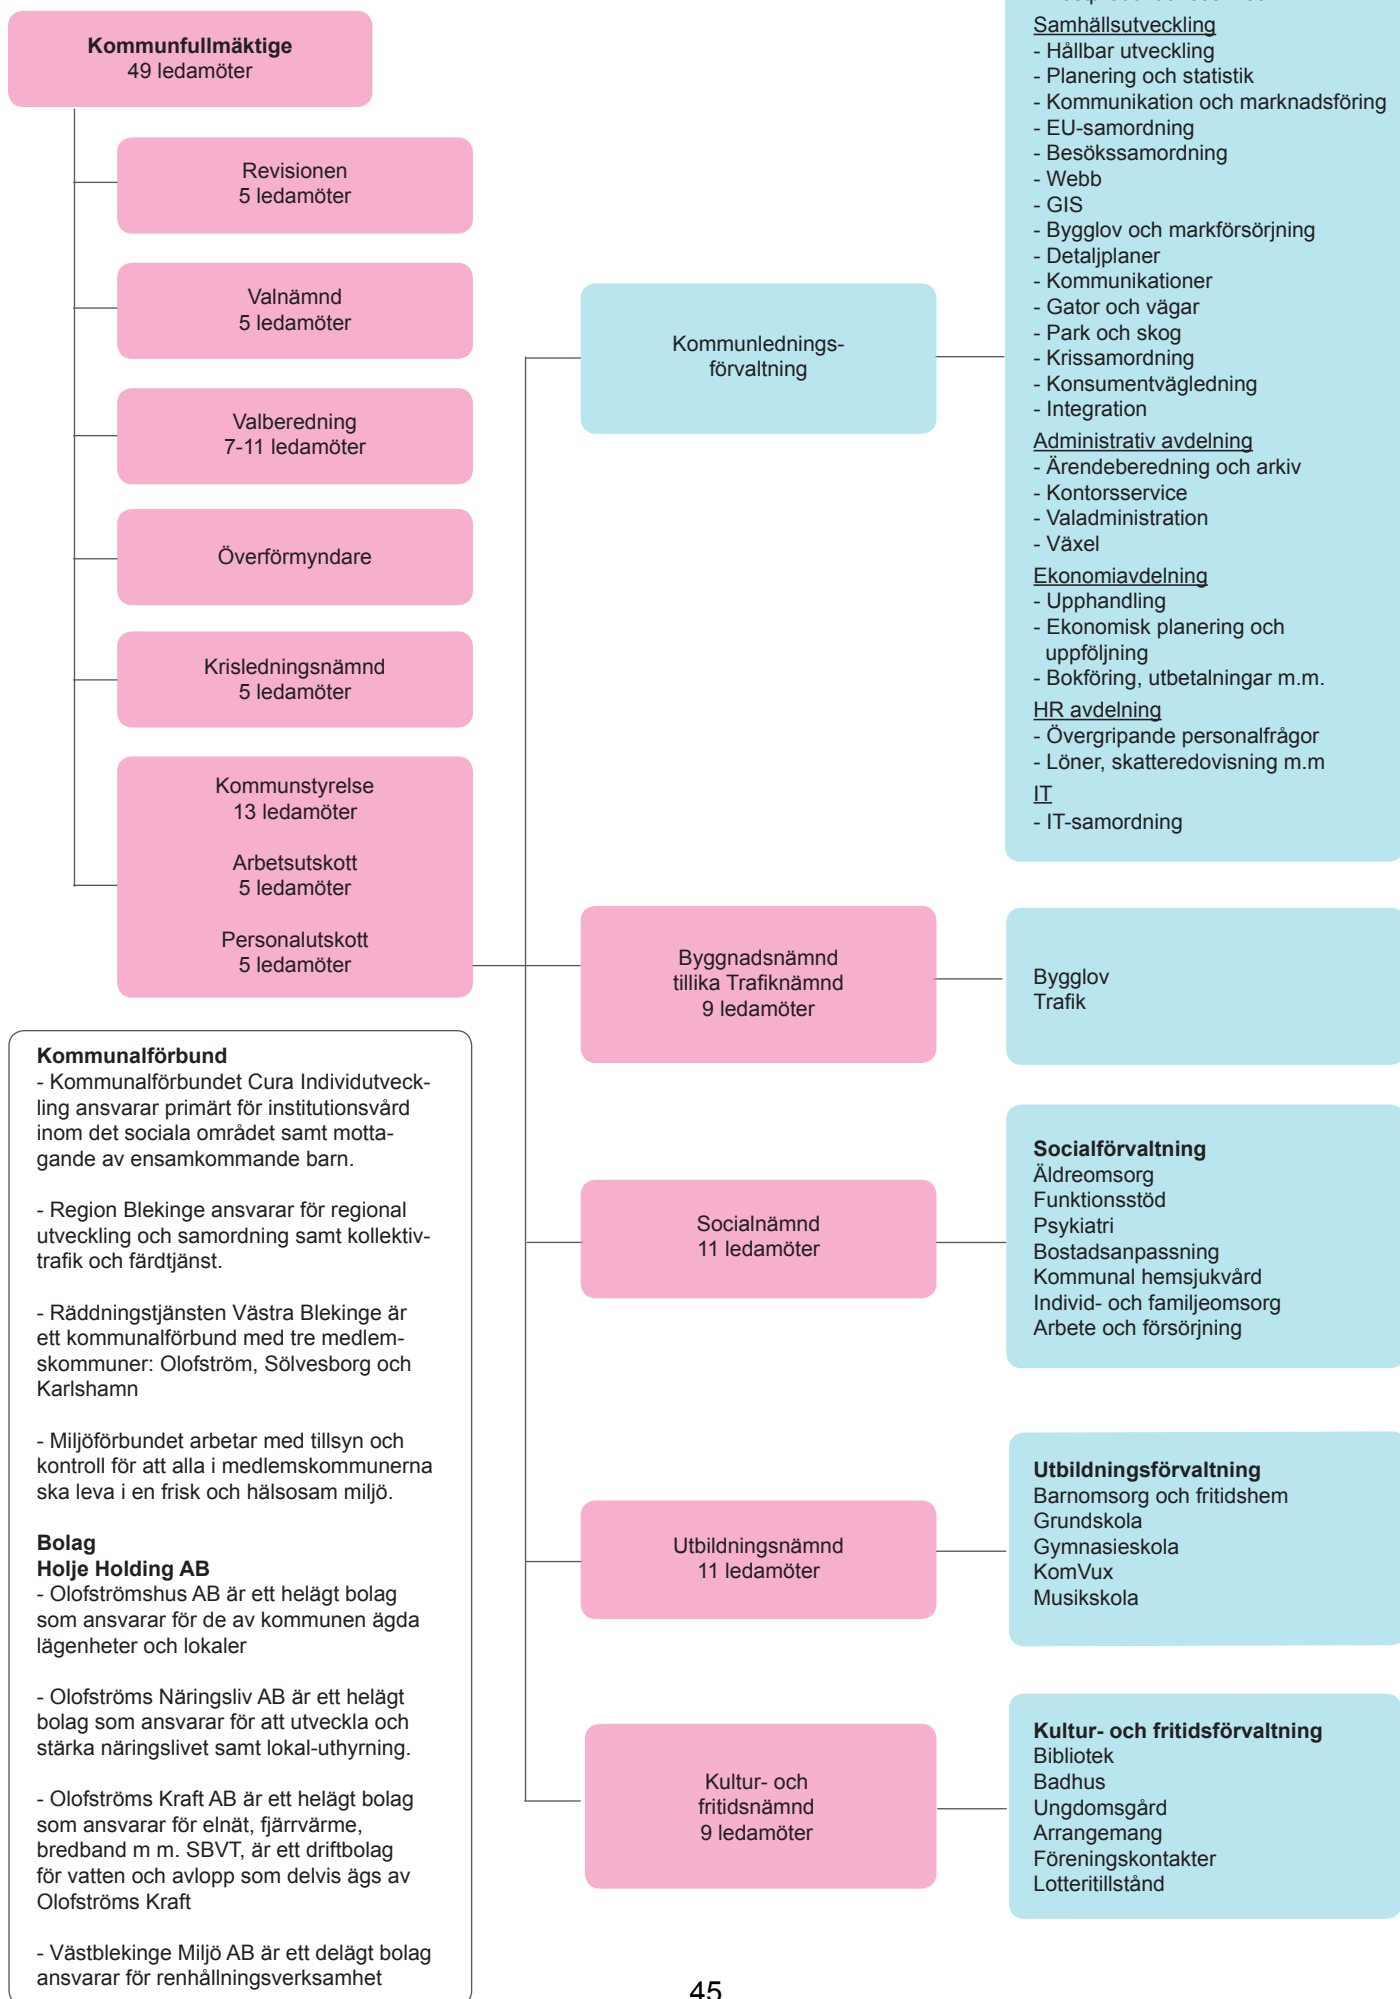 Kommunfullmäktige
49 ledamöter
Revisionen
5 ledamöter
Valnämnd
5 ledamöter
Valberedning
7-11 ledamöter
Överförmyndare
Krisledningsnämnd
5 ledamöter
Kommunstyrelse
13 ledamöter
Arbetsutskott
5 ledamöter
Personalutskott
5 ledamöter
Kommunalförbund
- Kommunalförbundet Cura Individutveck-
ling ansvarar primärt för institutionsvård
inom det sociala området samt motta-
gande av ensamkommande barn.
- Region Blekinge ansvarar för regional
utveckling och samordning samt kollektiv-
trafik och färdtjänst.
- Räddningstjänsten Västra Blekinge är
ett kommunalförbund med tre medlem-
skommuner: Olofström, Sölvesborg och
Karlshamn
- Miljöförbundet arbetar med tillsyn och
kontroll för att alla i medlemskommunerna
ska leva i en frisk och hälsosam miljö.
Bolag
Holje Holding AB
- Olofströmshus AB är ett helägt bolag
som ansvarar för de av kommunen ägda
lägenheter och lokaler
- Olofströms Näringsliv AB är ett helägt
bolag som ansvarar för att utveckla och
stärka näringslivet samt lokal-uthyrning.
- Olofströms Kraft AB är ett helägt bolag
som ansvarar för elnät, fjärrvärme,
bredband m m. SBVT, är ett driftbolag
för vatten och avlopp som delvis ägs av
Olofströms Kraft
- Västblekinge Miljö AB är ett delägt bolag
ansvarar för renhållningsverksamhet
Kommunlednings-
förvaltning
Byggnadsnämnd
tillika Trafiknämnd
9 ledamöter
Socialnämnd
11 ledamöter
Utbildningsnämnd
11 ledamöter
Kultur- och
fritidsnämnd
9 ledamöter
Samhällsutveckling
- Hållbar utveckling
- Planering och statistik
- Kommunikation och marknadsföring
- EU-samordning
- Besökssamordning
- Webb
- GIS
- Bygglov och markförsörjning
- Detaljplaner
- Kommunikationer
- Gator och vägar
- Park och skog
- Krissamordning
- Konsumentvägledning
- Integration
Administrativ avdelning
- Ärendeberedning och arkiv
- Kontorsservice
- Valadministration
- Växel
Ekonomiavdelning
- Upphandling
- Ekonomisk planering och
uppföljning
- Bokföring, utbetalningar m.m.
HR avdelning
- Övergripande personalfrågor
- Löner, skatteredovisning m.m
IT
- IT-samordning
Bygglov
Trafik
Socialförvaltning
Äldreomsorg
Funktionsstöd
Psykiatri
Bostadsanpassning
Kommunal hemsjukvård
Individ- och familjeomsorg
Arbete och försörjning
Utbildningsförvaltning
Barnomsorg och fritidshem
Grundskola
Gymnasieskola
KomVux
Musikskola
Kultur- och fritidsförvaltning
Bibliotek
Badhus
Ungdomsgård
Arrangemang
Föreningskontakter
Lotteritillstånd
45